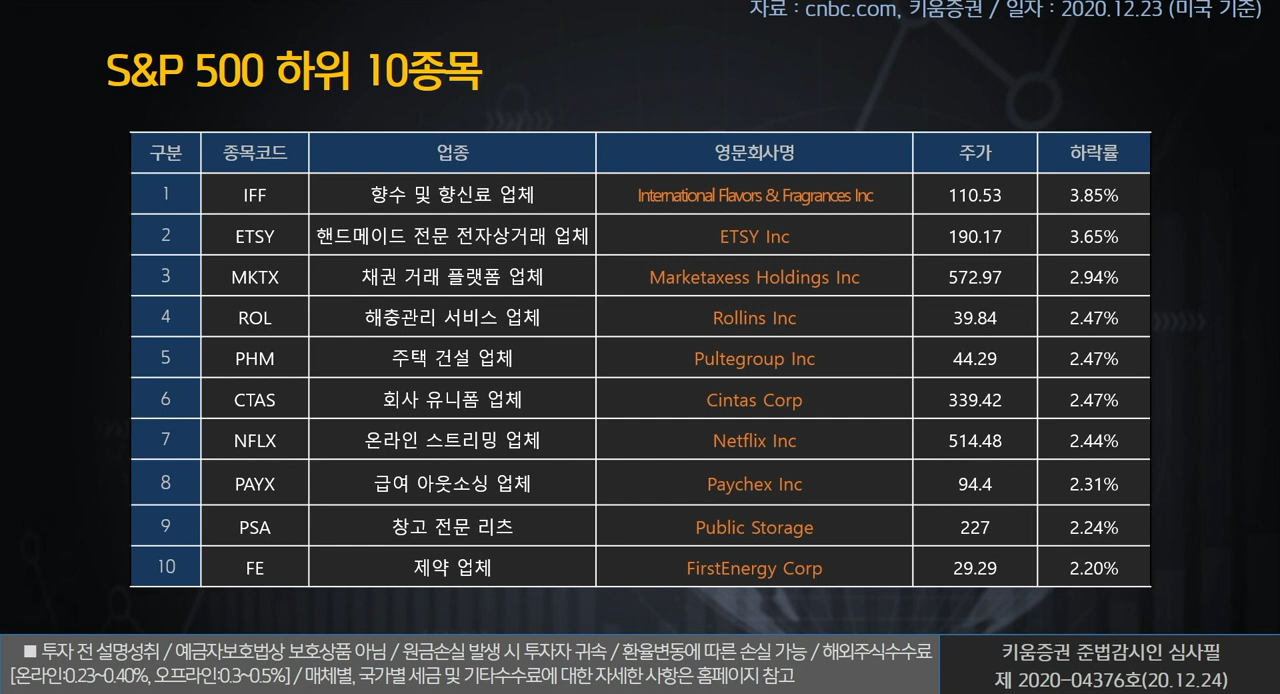 자료 : cnbc.com, 키움증권 / 일자 : 2020.12.23 (미국 기준)
S&P 500 하위 10종목
구분 종목코드 업종 영문회사명 주가 하락률
1 IFF 향수 및 향신료 업체 International Flavors & Fragrances Inc 110.53 3.85%
2 ETSY 핸드메이드 전문 전자상거래 업체 ETSY Inc 190.17 3.65%
3 MKTX 채권 거래 플랫폼 업체 Marketaxess Holdings Inc 572.97 2.94%
4 ROL 해충관리 서비스 업체 Rollins Inc 39.84 2.47%
5 PHM 주택 건설 업체 Pultegroup Inc 44.29 2.47%
6 CTAS 회사 유니폼 업체 Cintas Corp 339.42 2.47%
7 NFLX 온라인 스트리밍 업체 Netflix Inc 514.48 2.44%
8 PAYX 급여 아웃소싱 업체 Paychex Inc 94.4 2.31%
9 PSA 창고 전문 리츠 Public Storage 227 2.24%
10 FE 제약 업체 FirstEnergy Corp 29.29 2.20%
■ 투자 전 설명성취 / 예금자보호법상 보호상품 아님 / 원금손실 발생 시 투자자 귀속 / 환율변동에 따른 손실 가능 / 해외주식수수료
[온라인:0.23~0.40%, 오프라인:0.3~0.5%] / 매체별, 국가별 세금 및 기타수수료에 대한 자세한 사항은 홈페이지 참고
키움증권 준법감시인 심사필
제 2020-04376호(20.12.24)